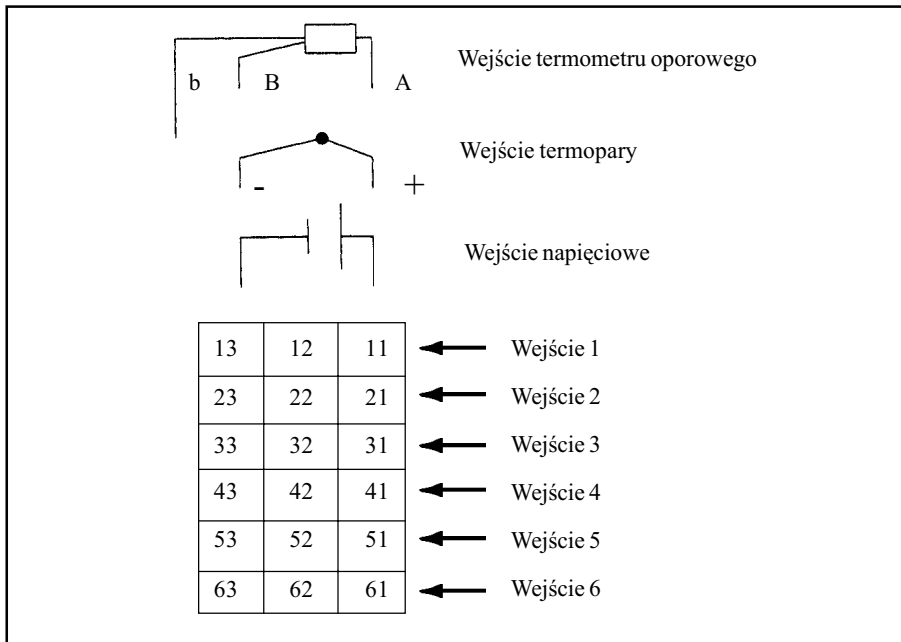 Wejście termometru oporowego
b B A
Wejście termopary
- +
Wejście napięciowe
13 12 11 Wejście 1
23 22 21 Wejście 2
33 32 31 Wejście 3
43 42 41 Wejście 4
53 52 51 Wejście 5
63 62 61 Wejście 6